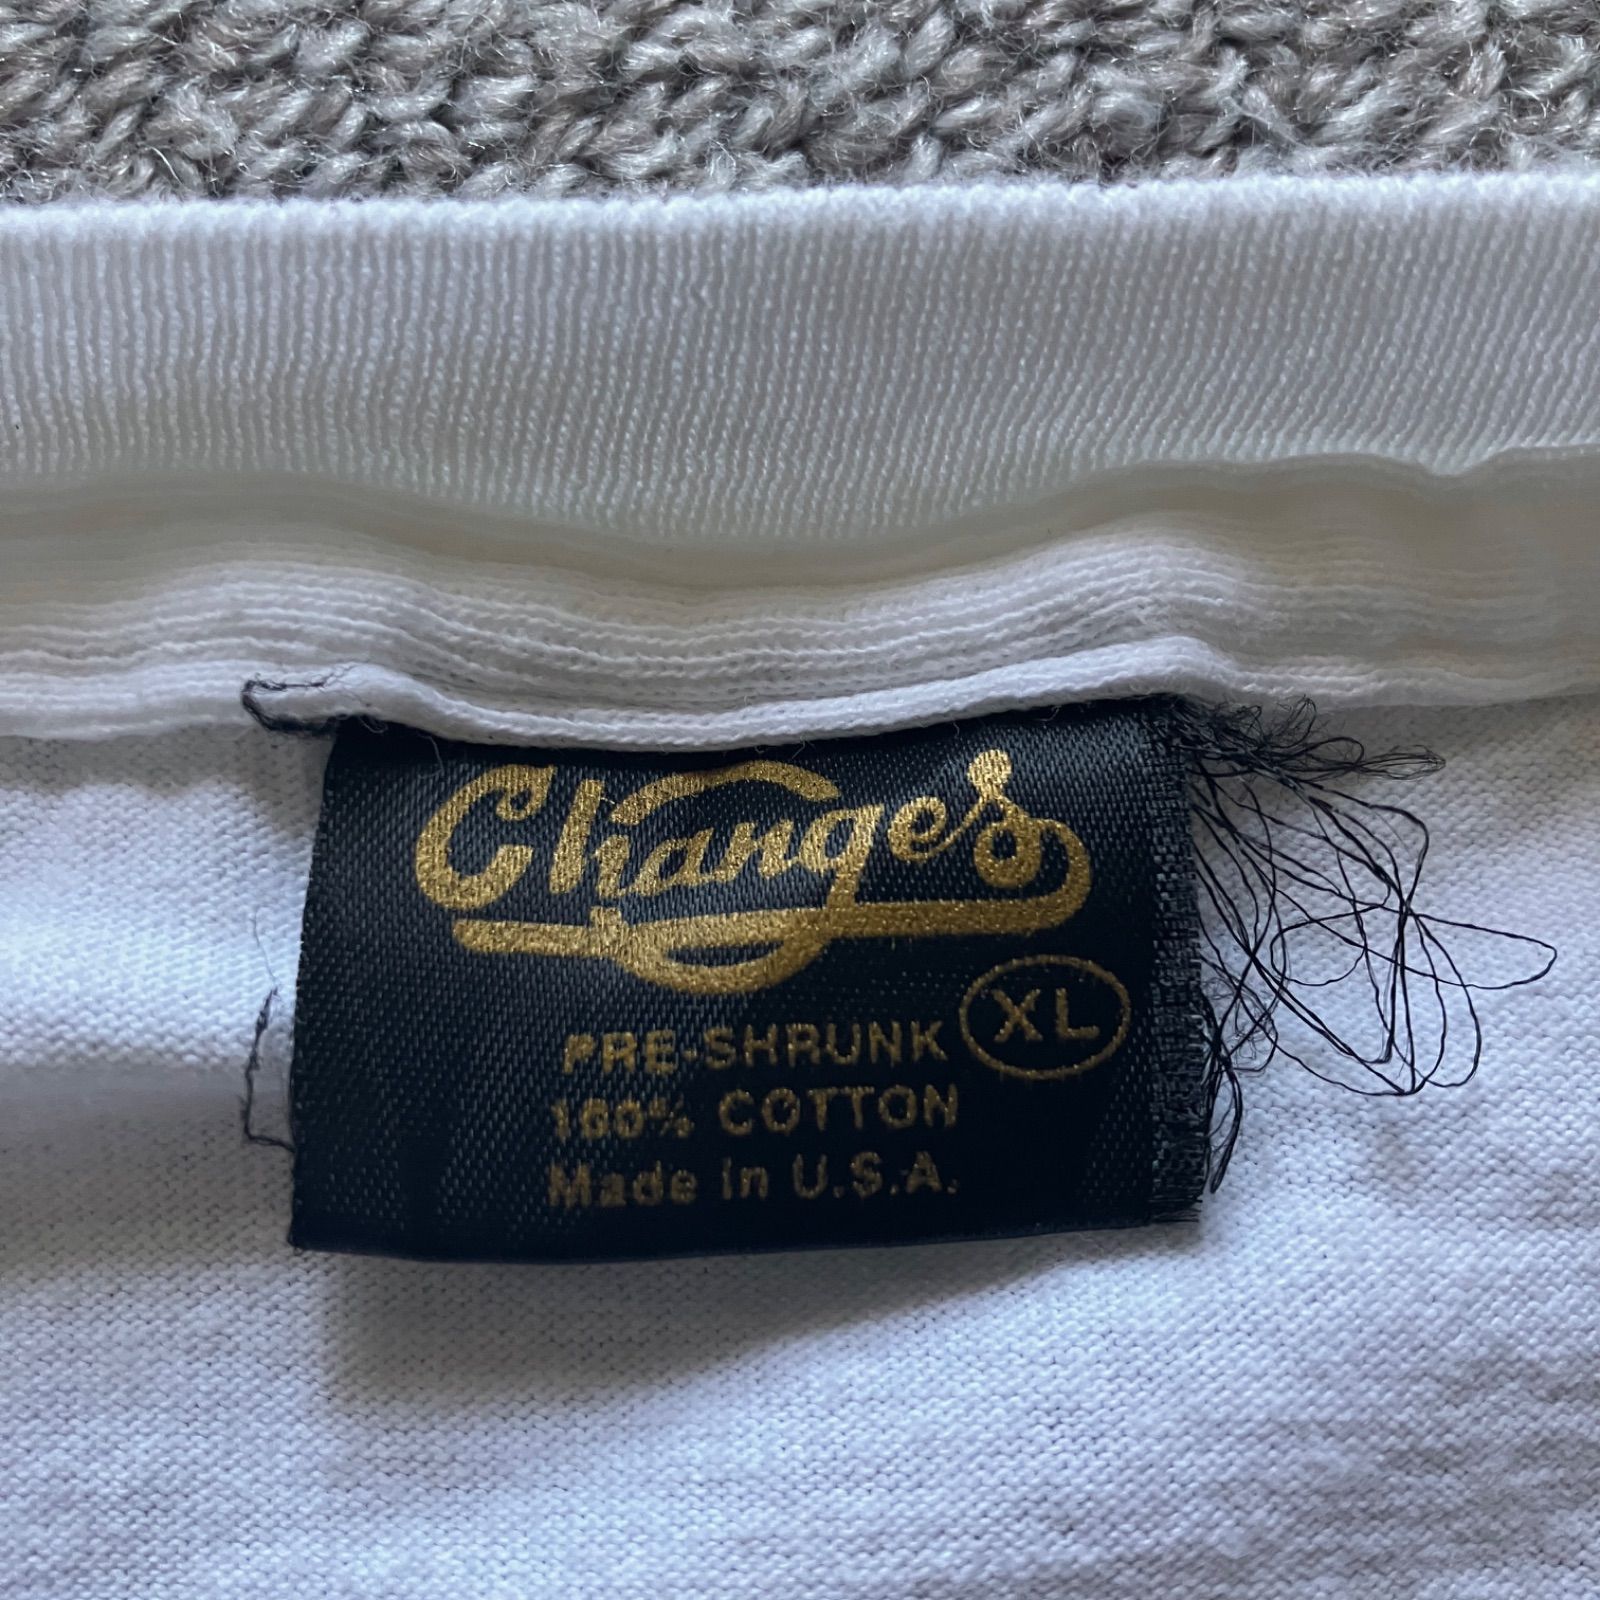 Changes
XL
PRE-SHRUNK
100% COTTON
Made in U.S.A.